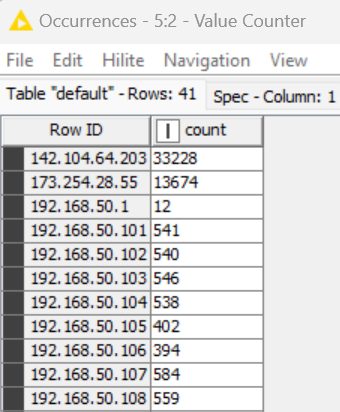 Occurrences - 5:2 - Value Counter
File Edit Hilite Navigation View
Table "default" - Rows: 41 Spec - Column: 1
Row ID I count
142.104.64.203 33228
173.254.28.55 13674
192.168.50.1 12
192.168.50.101 541
192.168.50.102 540
192.168.50.103 546
192.168.50.104 538
192.168.50.105 402
192.168.50.106 394
192.168.50.107 584
192.168.50.108 559